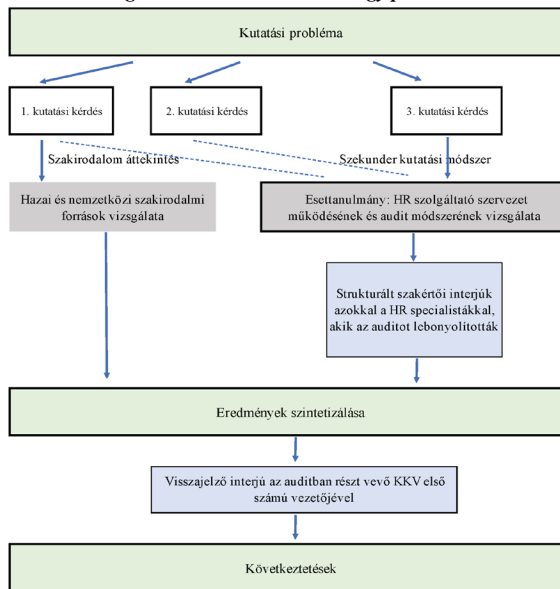 Kutatási probléma
1. kutatási kérdés
2. kutatási kérdés
3. kutatási kérdés
Szakirodalom áttekintés
Szekunder kutatási módszer
Hazai és nemzetközi szakirodalmi
források vizsgálata
Esettanulmány: HR szolgáltató szervezet
működésének és audit módszerének vizsgálata
Strukturált szakértői interjúk
azokkal a HR specialistákkal,
akik az auditot lebonyolították
Eredmények szintetizálása
Visszajelző interjú az auditban részt vevő KKV első
számú vezetőjével
Következtetések